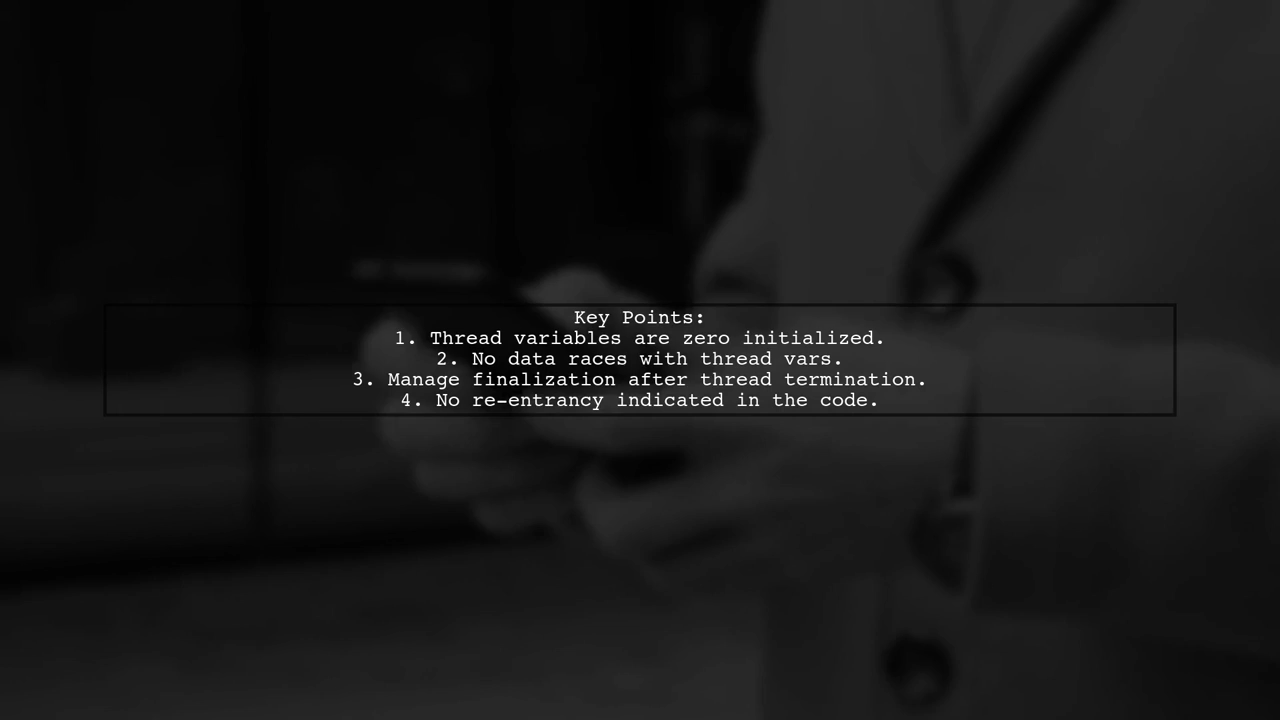 Key Points:
1. Thread variables are zero initialized.
2. No data races with thread vars.
3. Manage finalization after thread termination.
4. No re-entrancy indicated in the code.